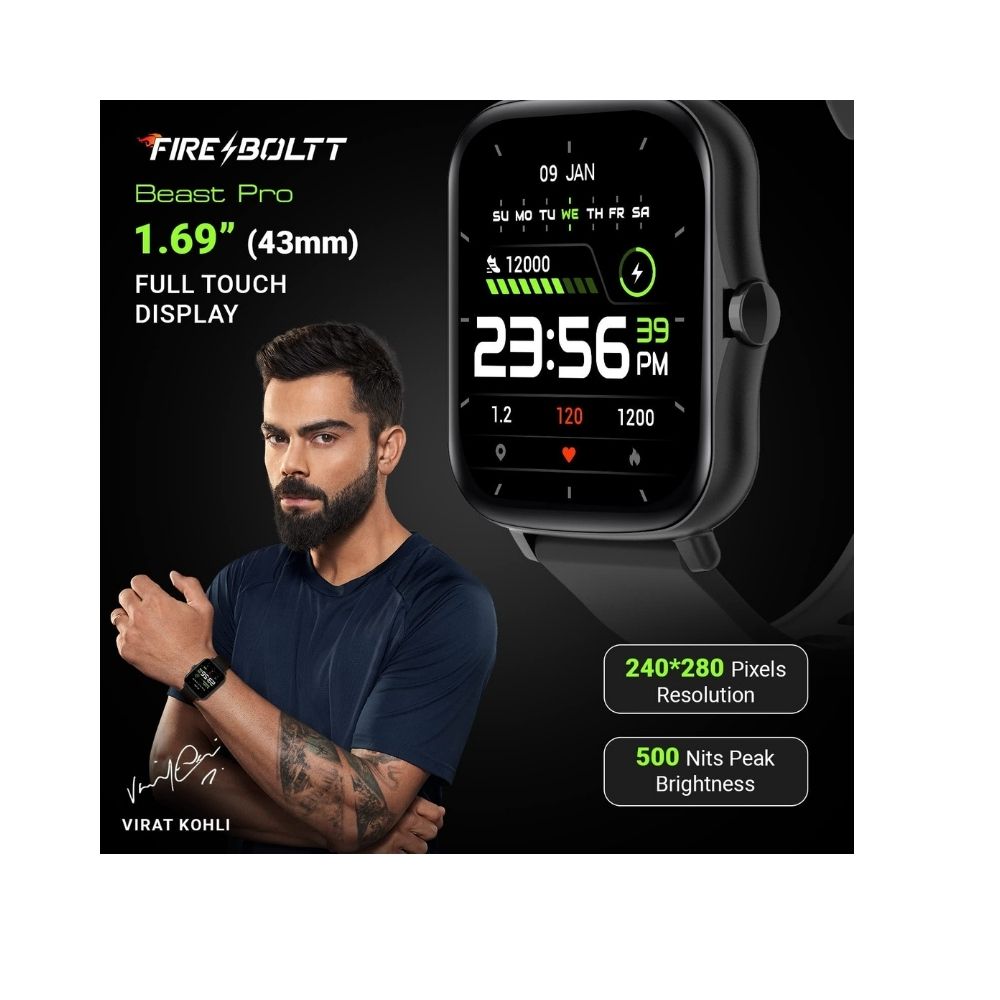 FIRE BOLTT
Beast Pro
1.69” (43mm)
FULL TOUCH
DISPLAY
09 JAN
SU MO TU WE TH FR SA
12000
23:56 39
PM
1.2 120 1200
240*280 Pixels
Resolution
500 Nits Peak
Brightness
VIRAT KOHLI